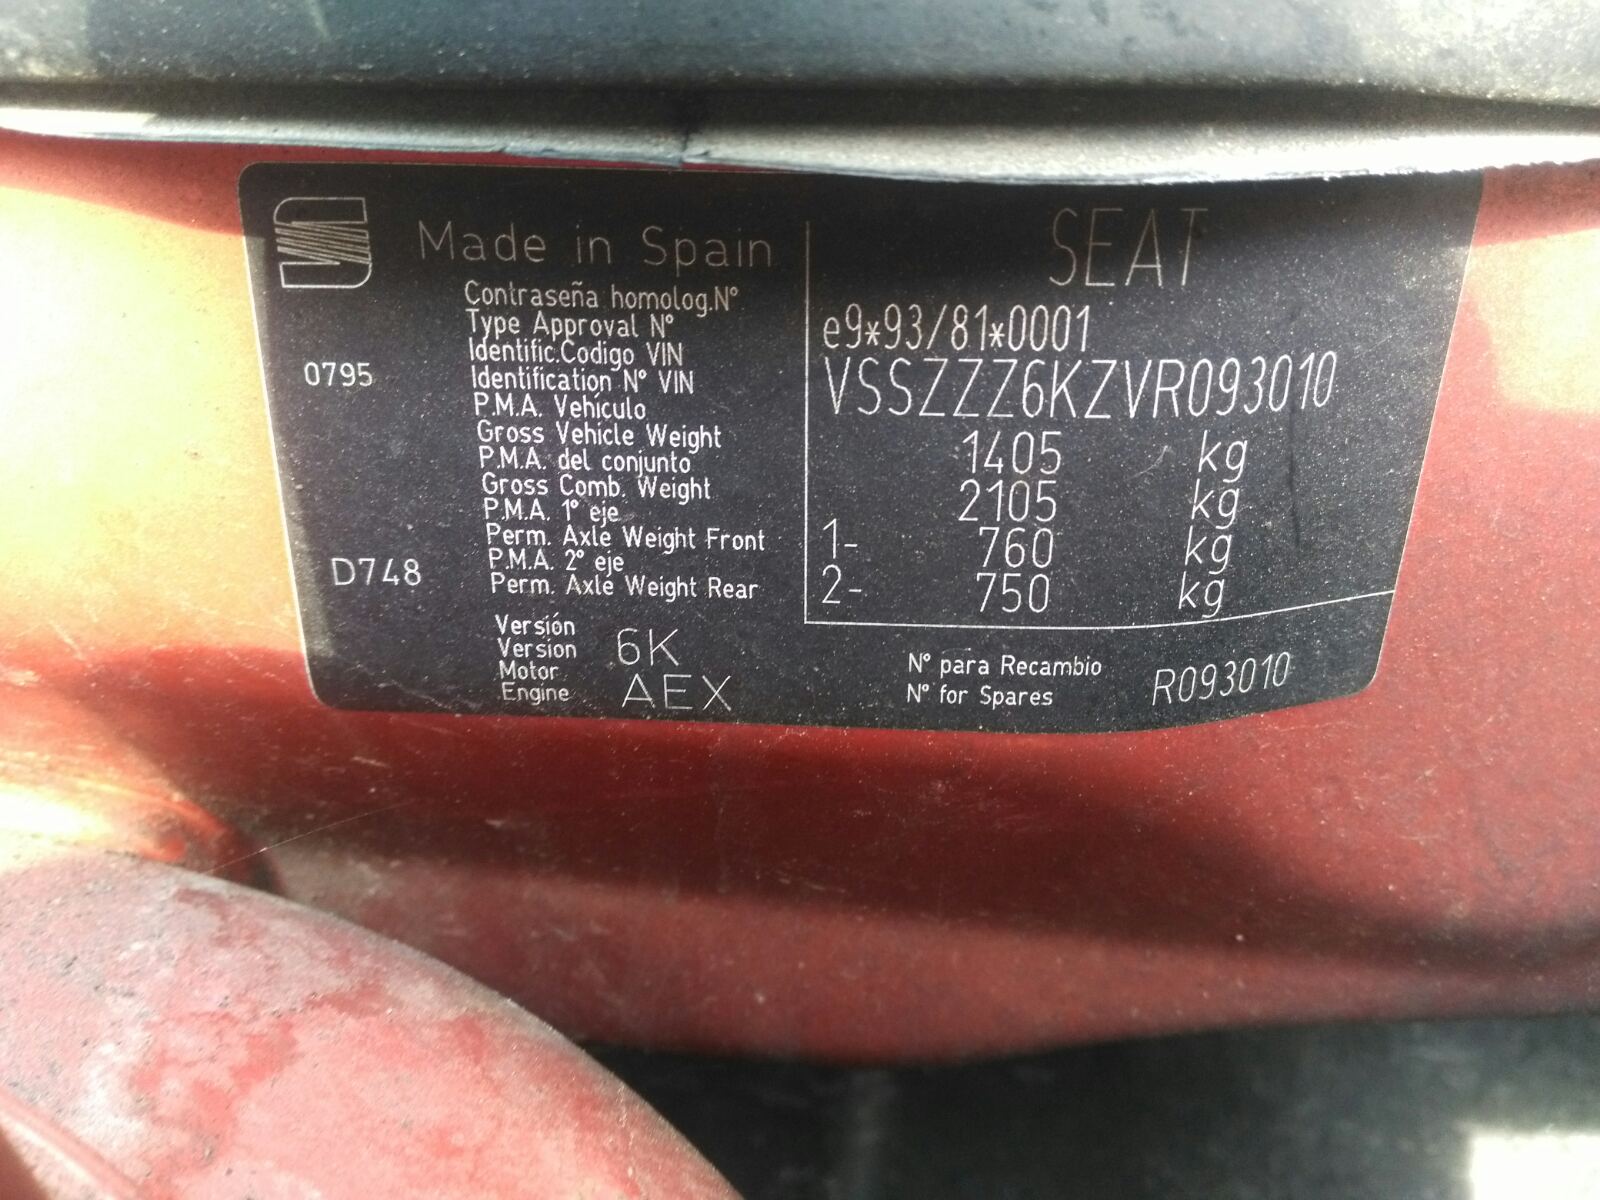 Made in Spain
SEAT
Contraseña homolog.Nº
Type Approval Nº
e9*93/81*0001
Identific.Codigo VIN
0795
Identification Nº VIN
VSSZZZ6KZVR093010
P.M.A. Vehículo
Gross Vehicle Weight
1405 kg
P.M.A. del conjunto
Gross Comb. Weight
2105 kg
P.M.A. 1º eje
Perm. Axle Weight Front
1- 760 kg
D748
P.M.A. 2º eje
Perm. Axle Weight Rear
2- 750 kg
Versión
Version
6K
Motor
Engine
AEX
Nº para Recambio
Nº for Spares
R093010